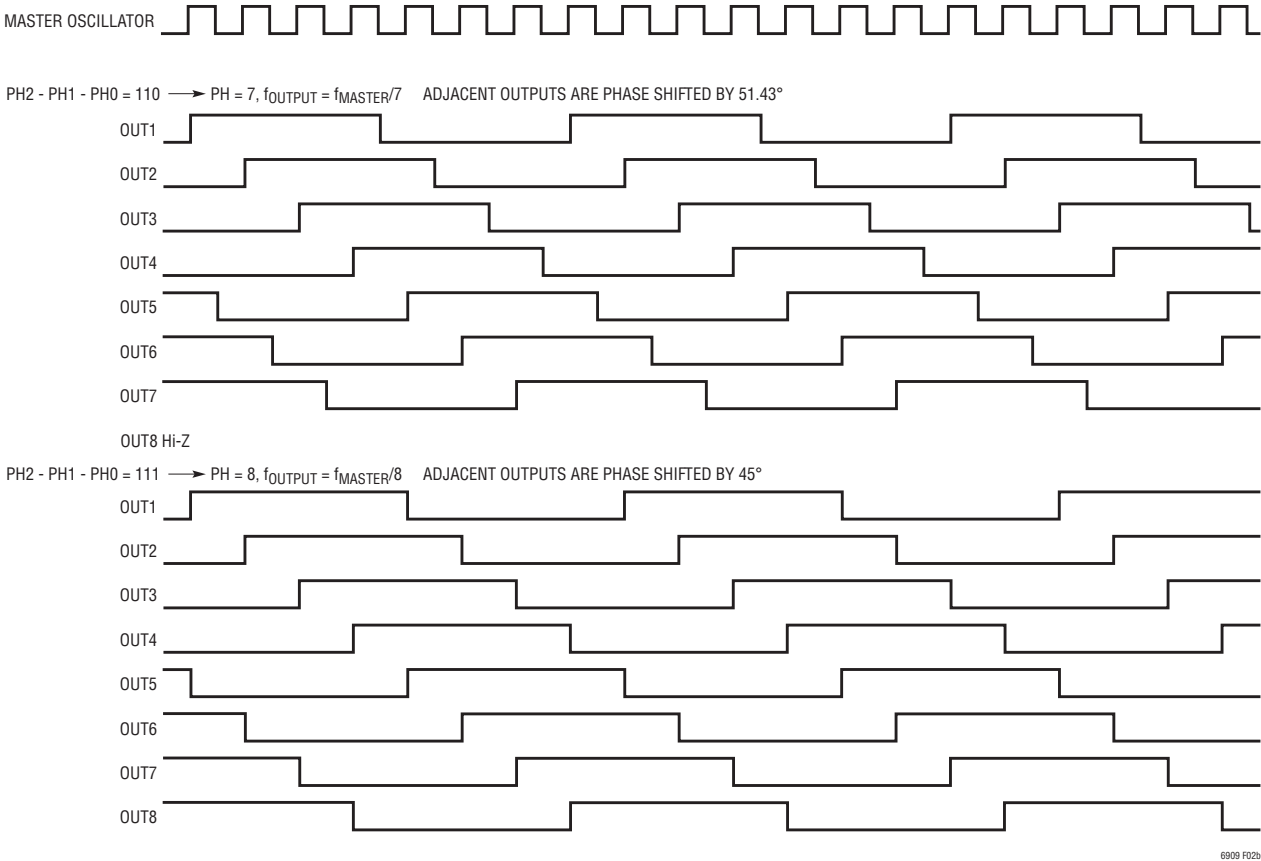 MASTER OSCILLATOR
PH2 - PH1 - PH0 = 110 → PH = 7, fOUTPUT = fMASTER/7 ADJACENT OUTPUTS ARE PHASE SHIFTED BY 51.43°
OUT1
OUT2
OUT3
OUT4
OUT5
OUT6
OUT7
OUT8 Hi-Z
PH2 - PH1 - PH0 = 111 → PH = 8, fOUTPUT = fMASTER/8 ADJACENT OUTPUTS ARE PHASE SHIFTED BY 45°
OUT1
OUT2
OUT3
OUT4
OUT5
OUT6
OUT7
OUT8
6909 F02b